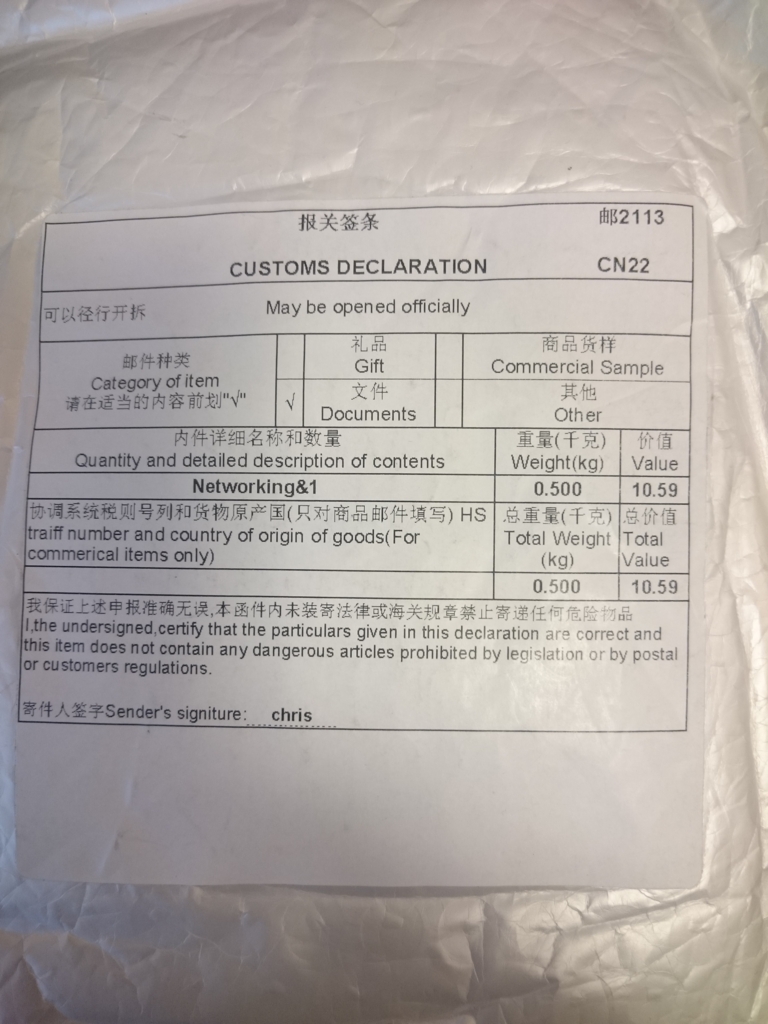 报关签条 邮2113
CUSTOMS DECLARATION CN22
可以径行开拆 May be opened officially
邮件种类
Category of item
请在适当的内容前划"√"
礼品
Gift
商品货样
Commercial Sample
√
文件
Documents
其他
Other
内件详细名称和数量
Quantity and detailed description of contents
重量(千克)
Weight(kg)
价值
Value
Networking&1 0.500 10.59
协调系统税则号列和货物原产国(只对商品邮件填写) HS
traiff number and country of origin of goods(For
commerical items only)
总重量(千克)
Total Weight
(kg)
总价值
Total
Value
0.500 10.59
我保证上述申报准确无误,本函件内未装寄法律或海关规章禁止寄递任何危险物品
I,the undersigned,certify that the particulars given in this declaration are correct and
this item does not contain any dangerous articles prohibited by legislation or by postal
or customers regulations.
寄件人签字Sender's signiture: chris